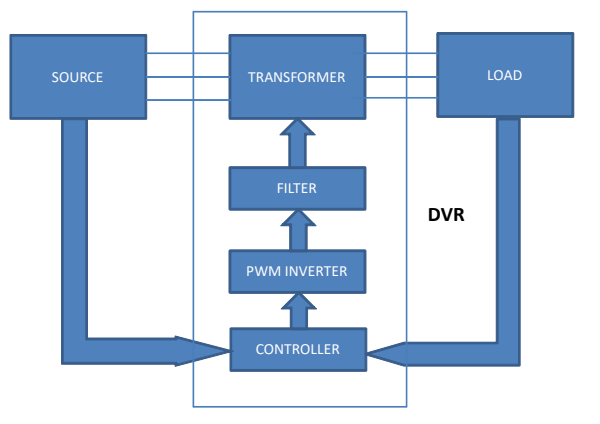 SOURCE
TRANSFORMER
LOAD
FILTER
DVR
PWM INVERTER
CONTROLLER